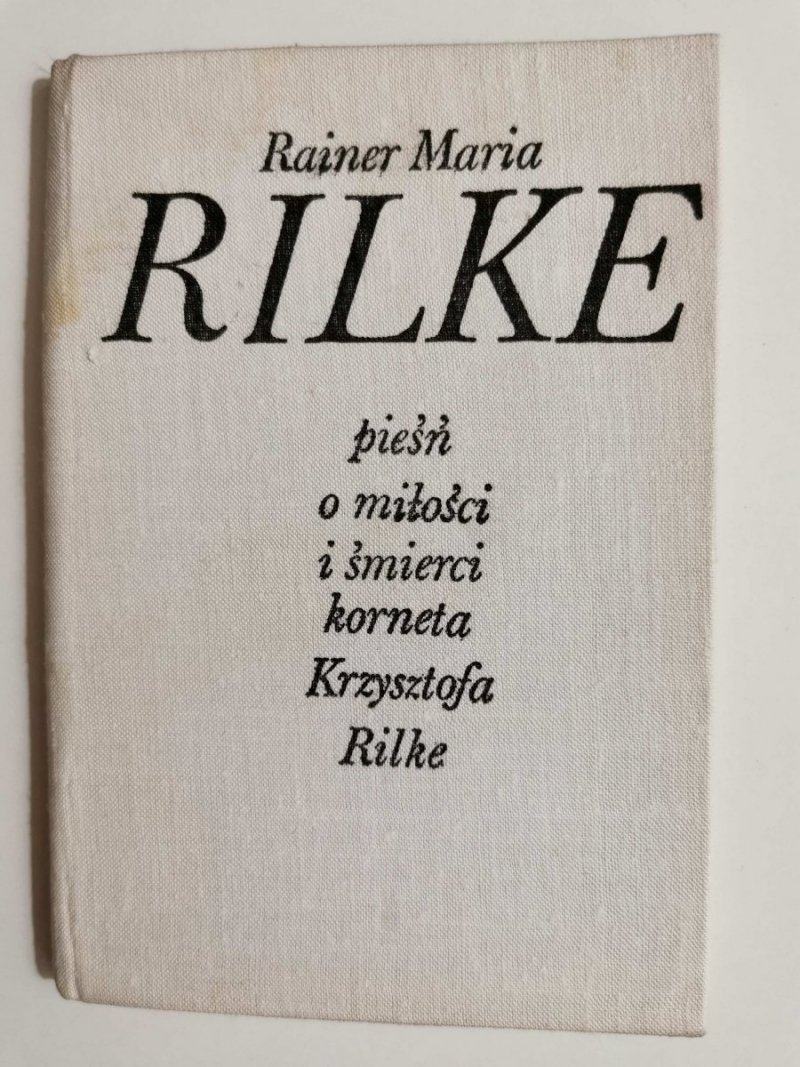 Rainer Maria
RILKE
pieśń
o miłości
i śmierci
korneta
Krzysztofa
Rilke